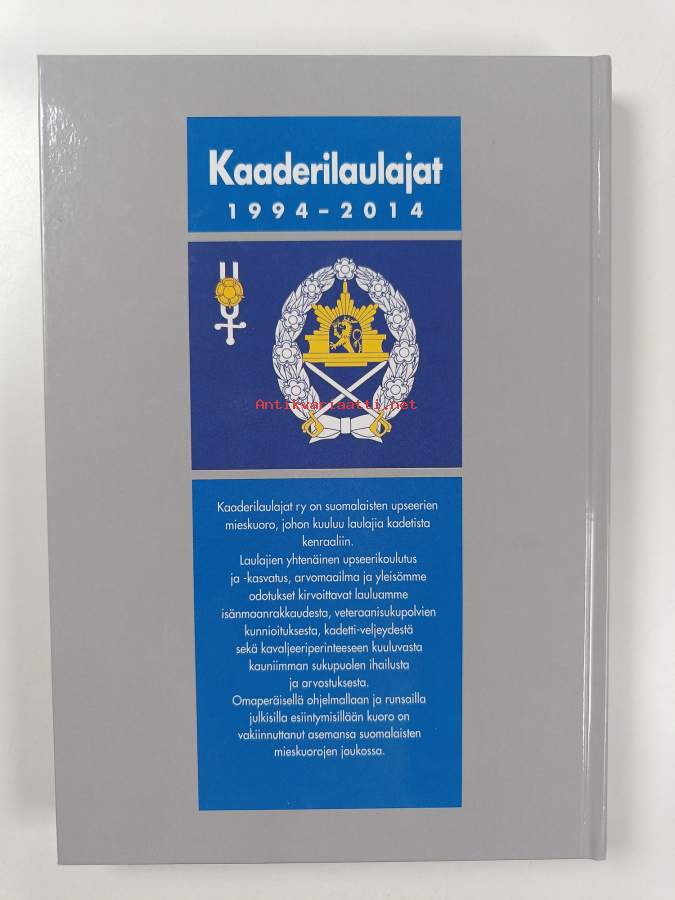 Kaaderilaulajat
1994–2014
Antikvariaatti.net
Kaaderilaulajat ry on suomalaisten upseerien
mieskuoro, johon kuuluu laulajia kadetista
kenraaliin.
Laulajien yhtenäinen upseerikoulutus
ja -kasvatus, arvomaailma ja yleisömme
odotukset kirvoittavat lauluamme
isänmaanrakkaudesta, veteraanisukupolvien
kunnioituksesta, kadetti-veljeydestä
sekä kavaljeeriperinteeseen kuuluvasta
kauniimman sukupuolen ihailusta
ja arvostuksesta.
Omaperäisellä ohjelmallaan ja runsailla
julkisilla esiintymisillään kuoro on
vakiinnuttanut asemansa suomalaisten
mieskuorojen joukossa.